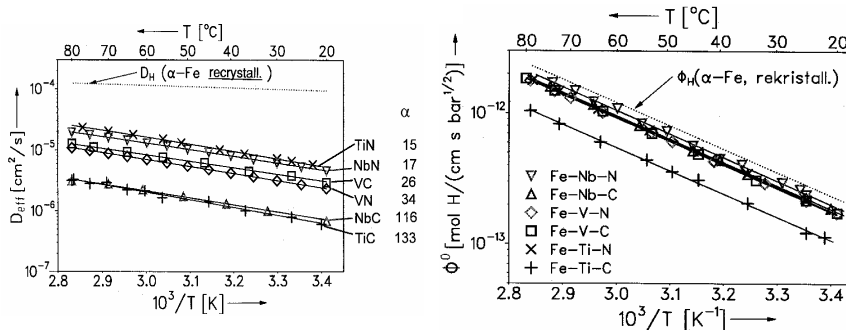 T [°C]
80 70 60 50 40 30 20
D_H (α-Fe recrystall.)
α
10⁻⁴
10⁻⁵
10⁻⁶
10⁻⁷
D_eff [cm²/s]
TiN 15
NbN 17
VC 26
VN 34
NbC 116
TiC 133
2.8 2.9 3.0 3.1 3.2 3.3 3.4
10³/T [K]
T [°C]
80 70 60 50 40 30 20
Φ_H(α-Fe, rekristall.)
10⁻¹²
10⁻¹³
Φ⁰ [mol H/(cm s bar^1/2)]
Fe-Nb-N
Fe-Nb-C
Fe-V-N
Fe-V-C
Fe-Ti-N
Fe-Ti-C
2.8 2.9 3.0 3.1 3.2 3.3 3.4
10³/T [K⁻¹]